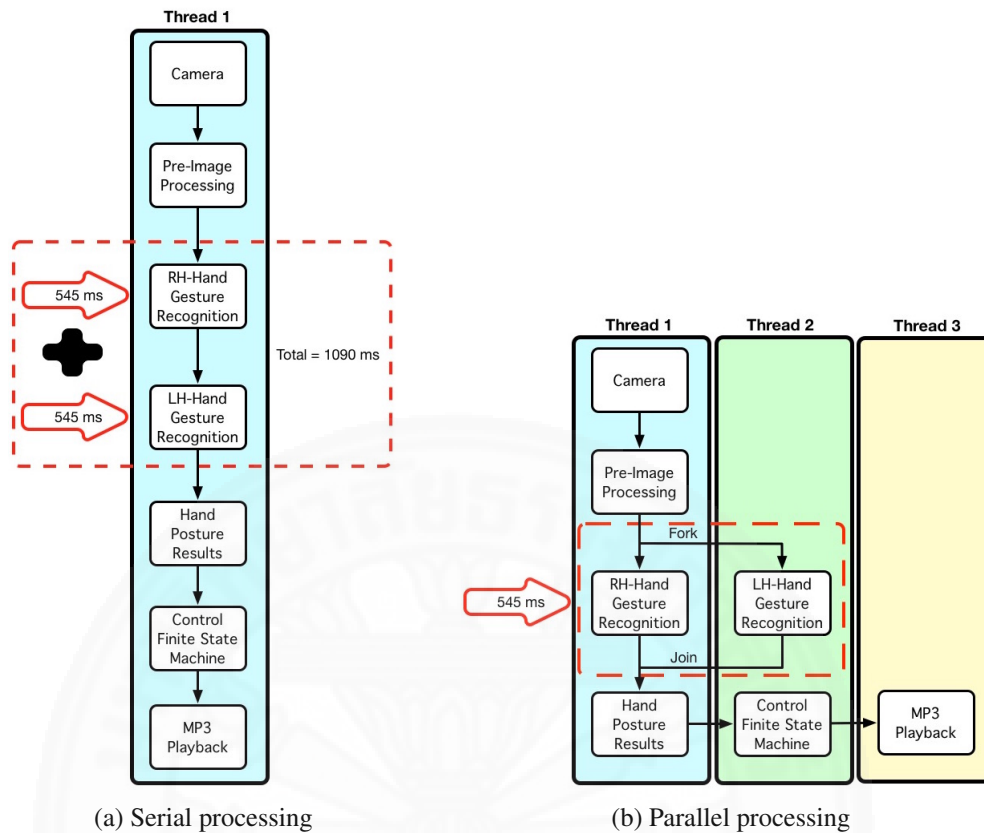 Thread 1
Camera
Pre-Image
Processing
545 ms
RH-Hand
Gesture
Recognition
Total = 1090 ms
545 ms
LH-Hand
Gesture
Recognition
Hand
Posture
Results
Control
Finite State
Machine
MP3
Playback
(a) Serial processing
Thread 1
Thread 2
Thread 3
Camera
Pre-Image
Processing
Fork
545 ms
RH-Hand
Gesture
Recognition
LH-Hand
Gesture
Recognition
Join
Hand
Posture
Results
Control
Finite State
Machine
MP3
Playback
(b) Parallel processing